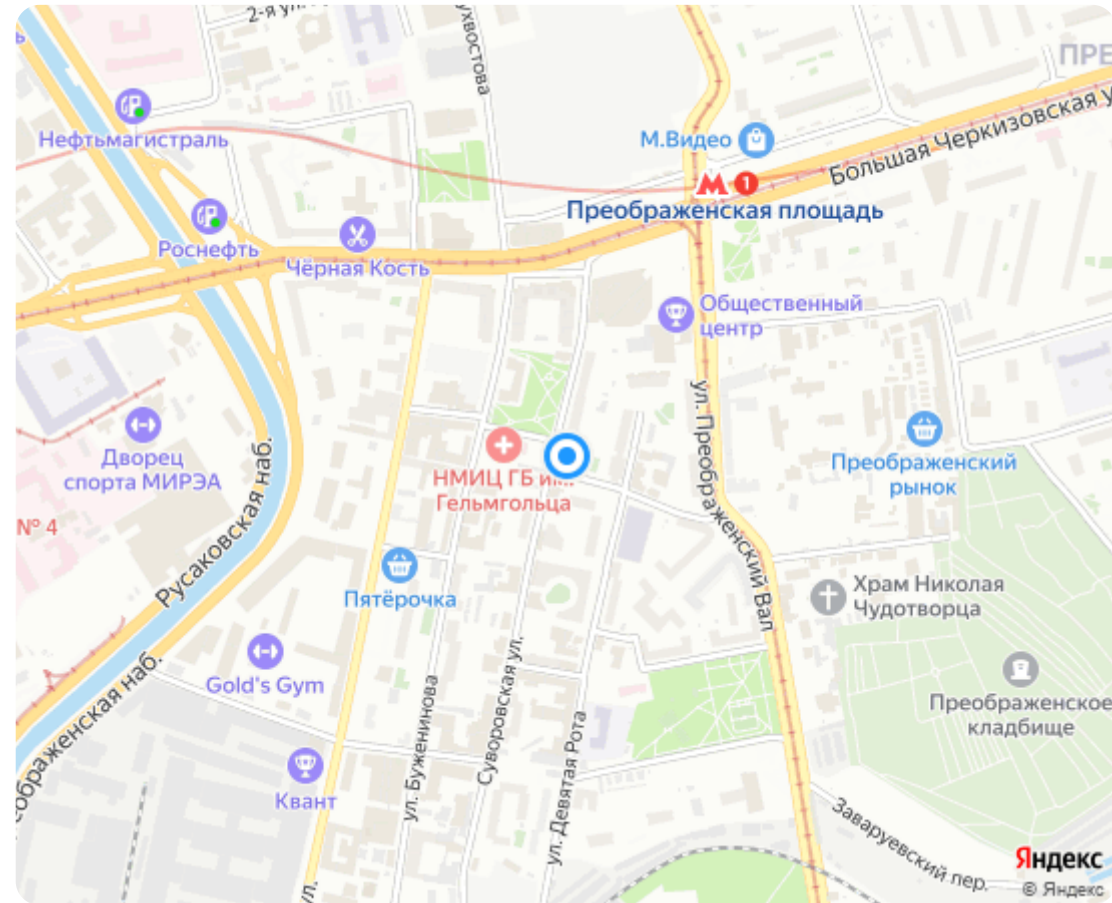 2-я ул.
ухвостова
ПРЕ
Нефтьмагистраль
М.Видео
Большая Черкизовская у
1
Преображенская площадь
Роснефть
Чёрная Кость
Общественный
центр
ул. Преображенский Вал
Дворец
спорта МИРЭА
НМИЦ ГБ им.
Гельмгольца
Преображенский
рынок
№ 4
Русаковская наб.
Пятёрочка
Храм Николая
Чудотворца
Gold's Gym
ображенская наб.
ул. Буженинова
Суворовская ул.
ул. Девятая Рота
Преображенское
кладбище
Квант
Заваруевский пер.
ул.
Яндекс
© Яндекс